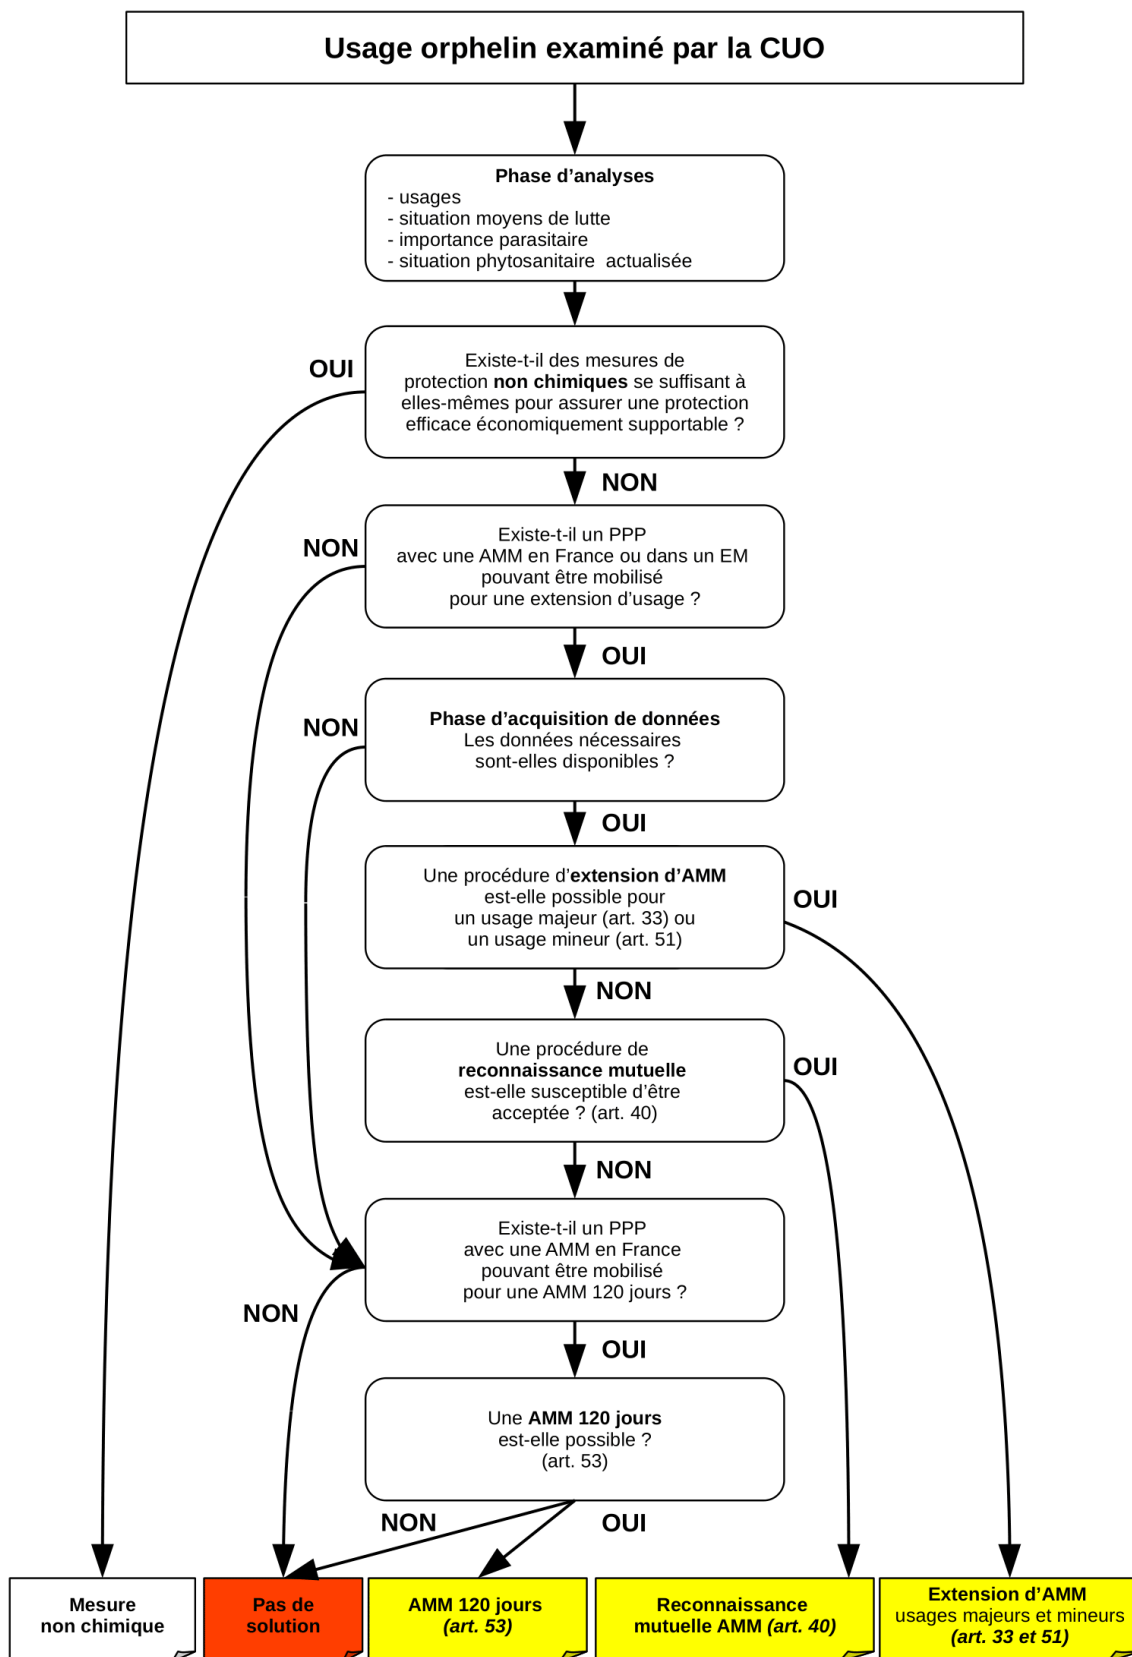 Usage orphelin examiné par la CUO
Phase d’analyses
- usages
- situation moyens de lutte
- importance parasitaire
- situation phytosanitaire  actualisée
OUI
Existe-t-il des mesures de
protection non chimiques se suffisant à
elles-mêmes pour assurer une protection
efficace économiquement supportable ?
NON
NON
Existe-t-il un PPP
avec une AMM en France ou dans un EM
pouvant être mobilisé
pour une extension d’usage ?
OUI
NON
Phase d’acquisition de données
Les données nécessaires
sont-elles disponibles ?
OUI
Une procédure d’extension d’AMM
est-elle possible pour
un usage majeur (art. 33) ou
un usage mineur (art. 51)
OUI
NON
Une procédure de
reconnaissance mutuelle
est-elle susceptible d’être
acceptée ? (art. 40)
OUI
NON
Existe-t-il un PPP
avec une AMM en France
pouvant être mobilisé
pour une AMM 120 jours ?
NON
OUI
Une AMM 120 jours
est-elle possible ?
(art. 53)
NON
OUI
Mesure
non chimique
Pas de
solution
AMM 120 jours
(art. 53)
Reconnaissance
mutuelle AMM (art. 40)
Extension d’AMM
usages majeurs et mineurs
(art. 33 et 51)